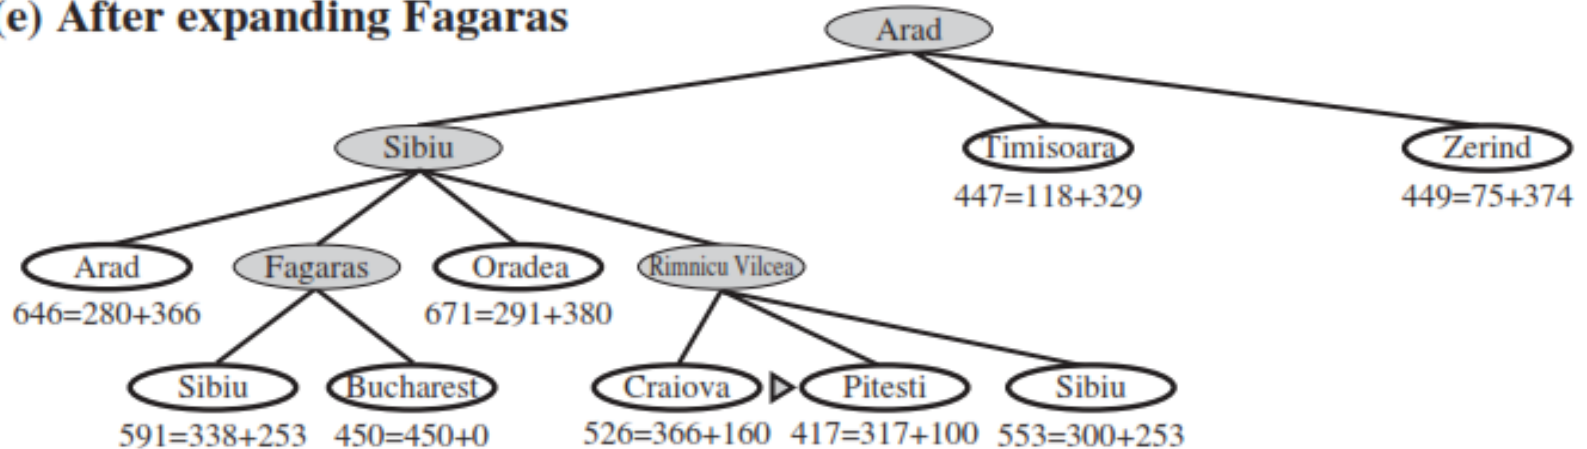 (e) After expanding Fagaras
Arad
Sibiu
Timisoara
Zerind
447=118+329
449=75+374
Arad
Fagaras
Oradea
Rimnicu Vilcea
646=280+366
671=291+380
Sibiu
Bucharest
Craiova
Pitesti
Sibiu
591=338+253
450=450+0
526=366+160
417=317+100
553=300+253